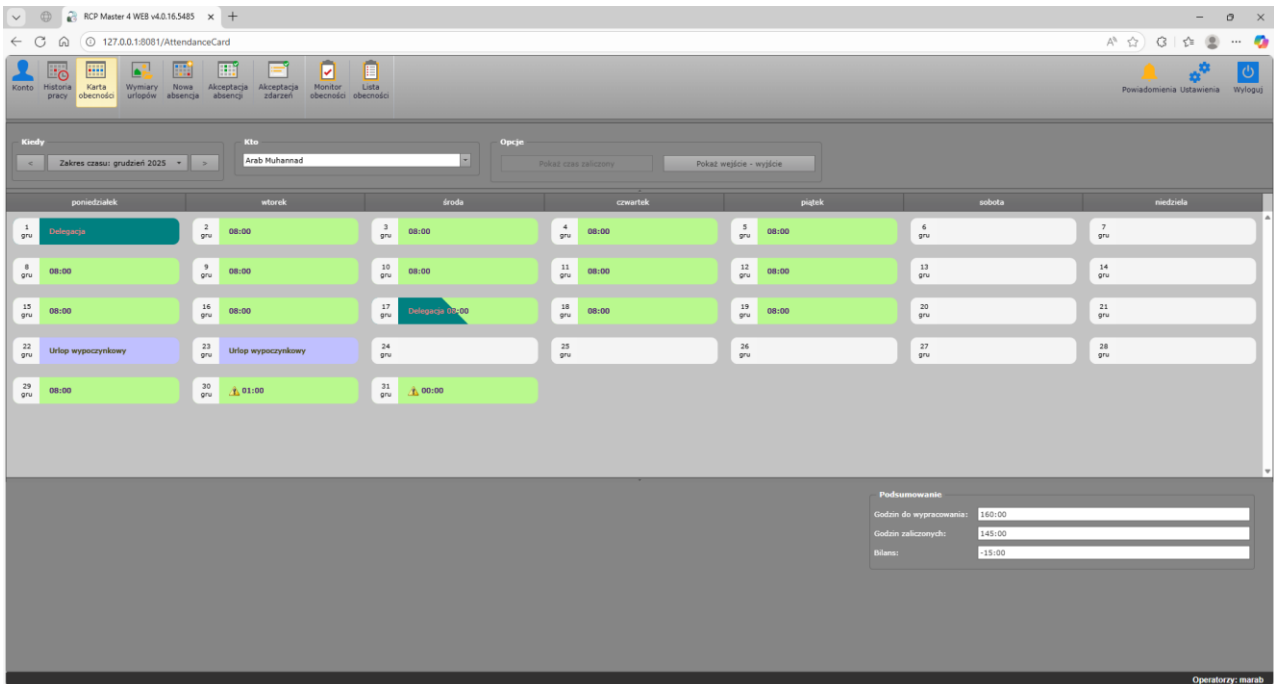 RCP Master 4 WEB v4.0.16.5485
127.0.0.1:8081/AttendanceCard
Konto
Historia pracy
Karta obecności
Wymiary urlopów
Nowa absencja
Akceptacja absencji
Akceptacja zdarzeń
Monitor obecności
Lista obecności
Powiadomienia
Ustawienia
Wyloguj
Kiedy
< Zakres czasu: grudzień 2025 >
Kto
Arab Muhannad
Opcje
Pokaż czas zaliczony
Pokaż wejście - wyjście
poniedziałek wtorek środa czwartek piątek sobota niedziela
1 gru Delegacja
2 gru 08:00
3 gru 08:00
4 gru 08:00
5 gru 08:00
6 gru
7 gru
8 gru 08:00
9 gru 08:00
10 gru 08:00
11 gru 08:00
12 gru 08:00
13 gru
14 gru
15 gru 08:00
16 gru 08:00
17 gru Delegacja 08:00
18 gru 08:00
19 gru 08:00
20 gru
21 gru
22 gru Urlop wypoczynkowy
23 gru Urlop wypoczynkowy
24 gru
25 gru
26 gru
27 gru
28 gru
29 gru 08:00
30 gru 01:00
31 gru 00:00
Podsumowanie
Godzin do wypracowania: 160:00
Godzin zaliczonych: 145:00
Bilans: -15:00
Operatorzy: marab